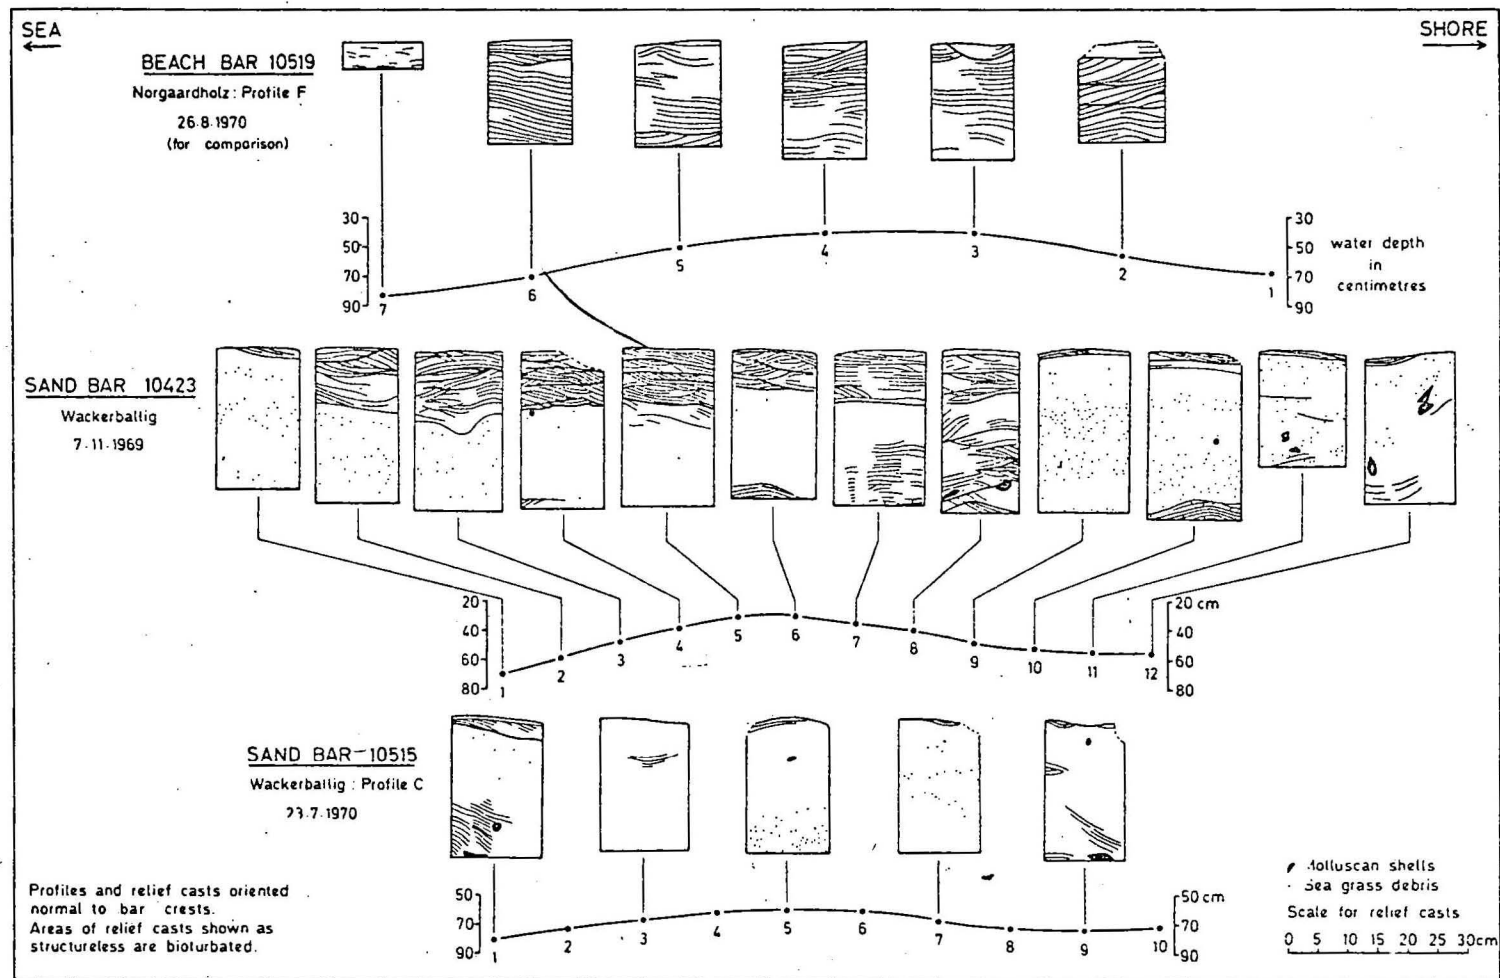 SEA
SHORE
BEACH BAR 10519
Norgaardholz: Profile F
26.8.1970
(for comparison)
30
50
70
90
30
50
70
90
water depth
in
centimetres
7
6
5
4
3
2
1
SAND BAR 10423
Wackerballig
7-11-1969
20
40
60
80
20 cm
40
60
80
1
2
3
4
5
6
7
8
9
10
11
12
SAND BAR-10515
Wackerballig : Profile C
23.7.1970
50
70
90
50 cm
70
90
1
2
3
4
5
6
7
8
9
10
Profiles and relief casts oriented
normal to bar crests.
Areas of relief casts shown as
structureless are bioturbated.
Molluscan shells
Sea grass debris
Scale for relief casts
0 5 10 15 20 25 30cm